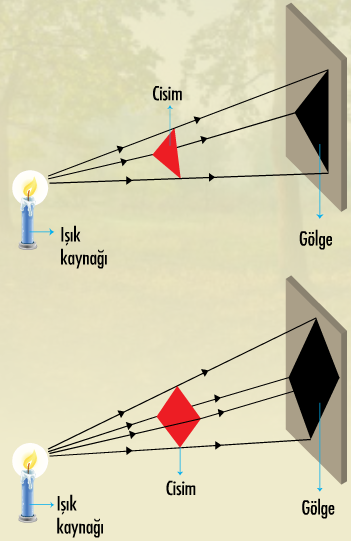 Cisim
Işık
kaynağı
Gölge
Cisim
Işık
kaynağı
Gölge